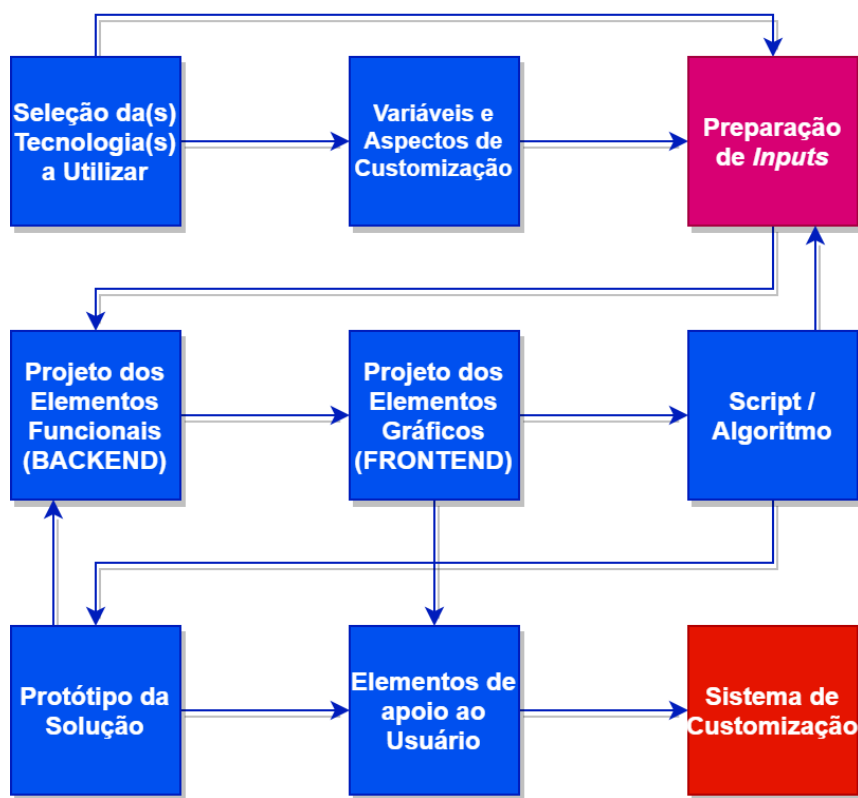 Seleção da(s)
Tecnologia(s)
a Utilizar
Variáveis e
Aspectos de
Customização
Preparação
de Inputs
Projeto dos
Elementos
Funcionais
(BACKEND)
Projeto dos
Elementos
Gráficos
(FRONTEND)
Script /
Algoritmo
Protótipo da
Solução
Elementos de
apoio ao
Usuário
Sistema de
Customização